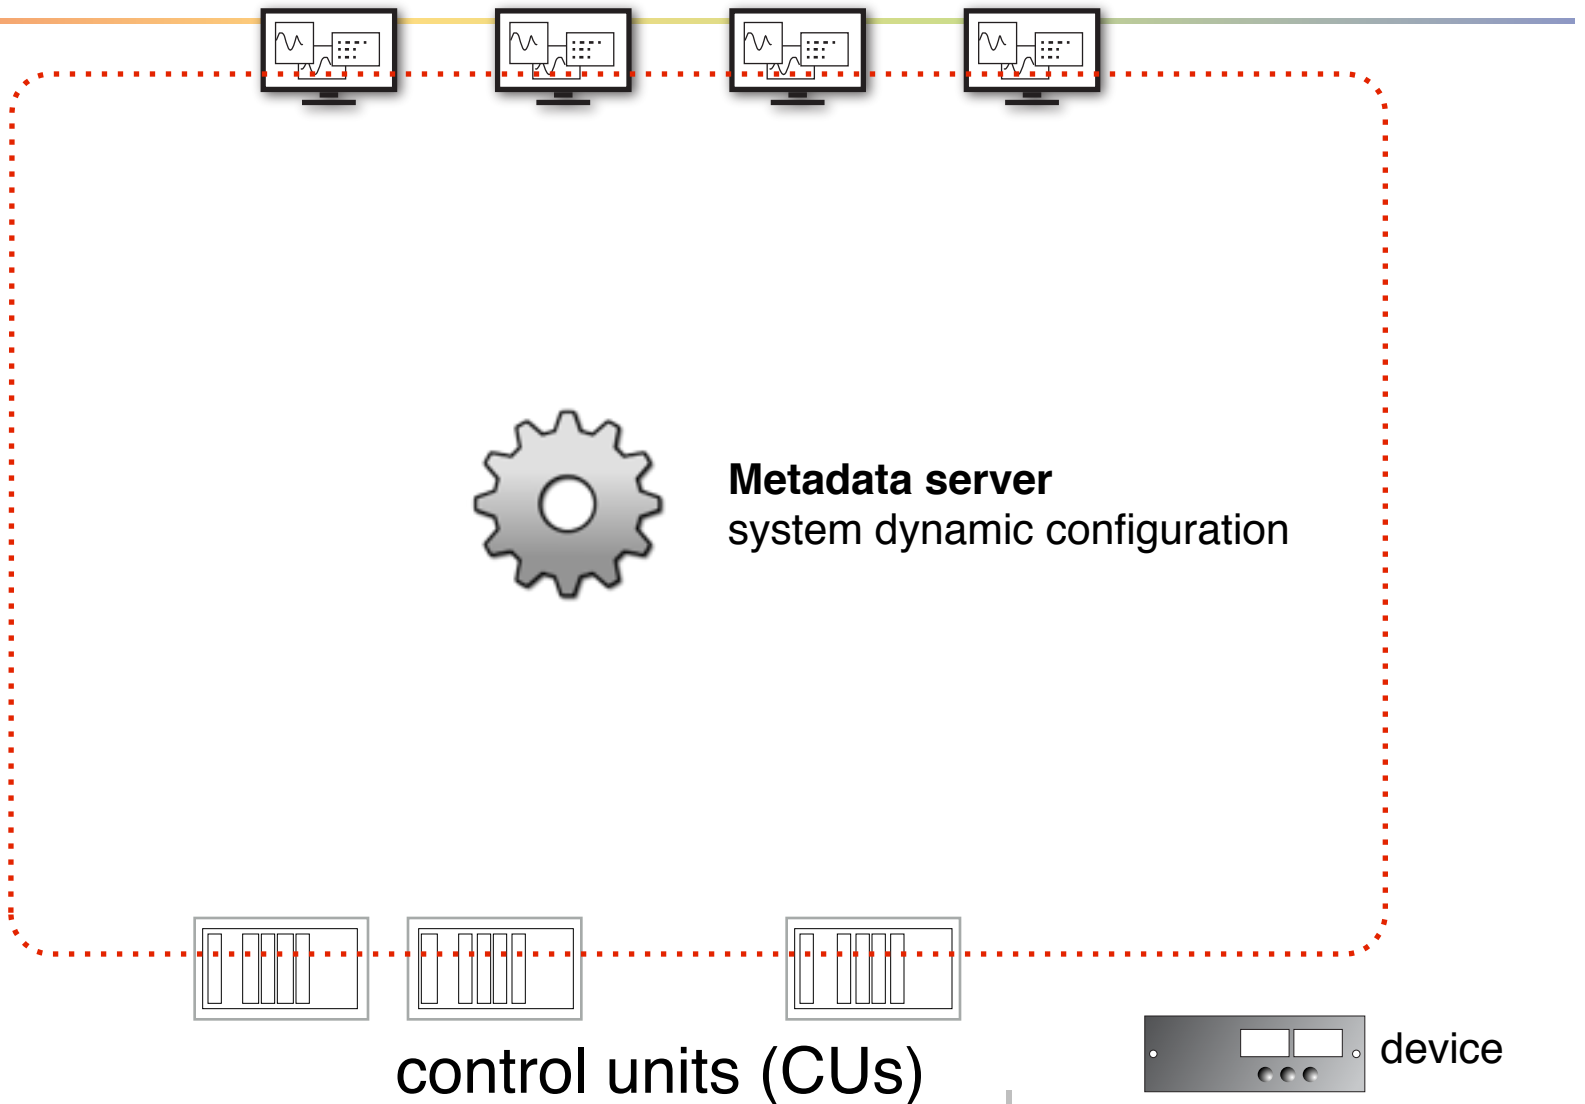 Metadata server
system dynamic configuration
control units (CUs)
device